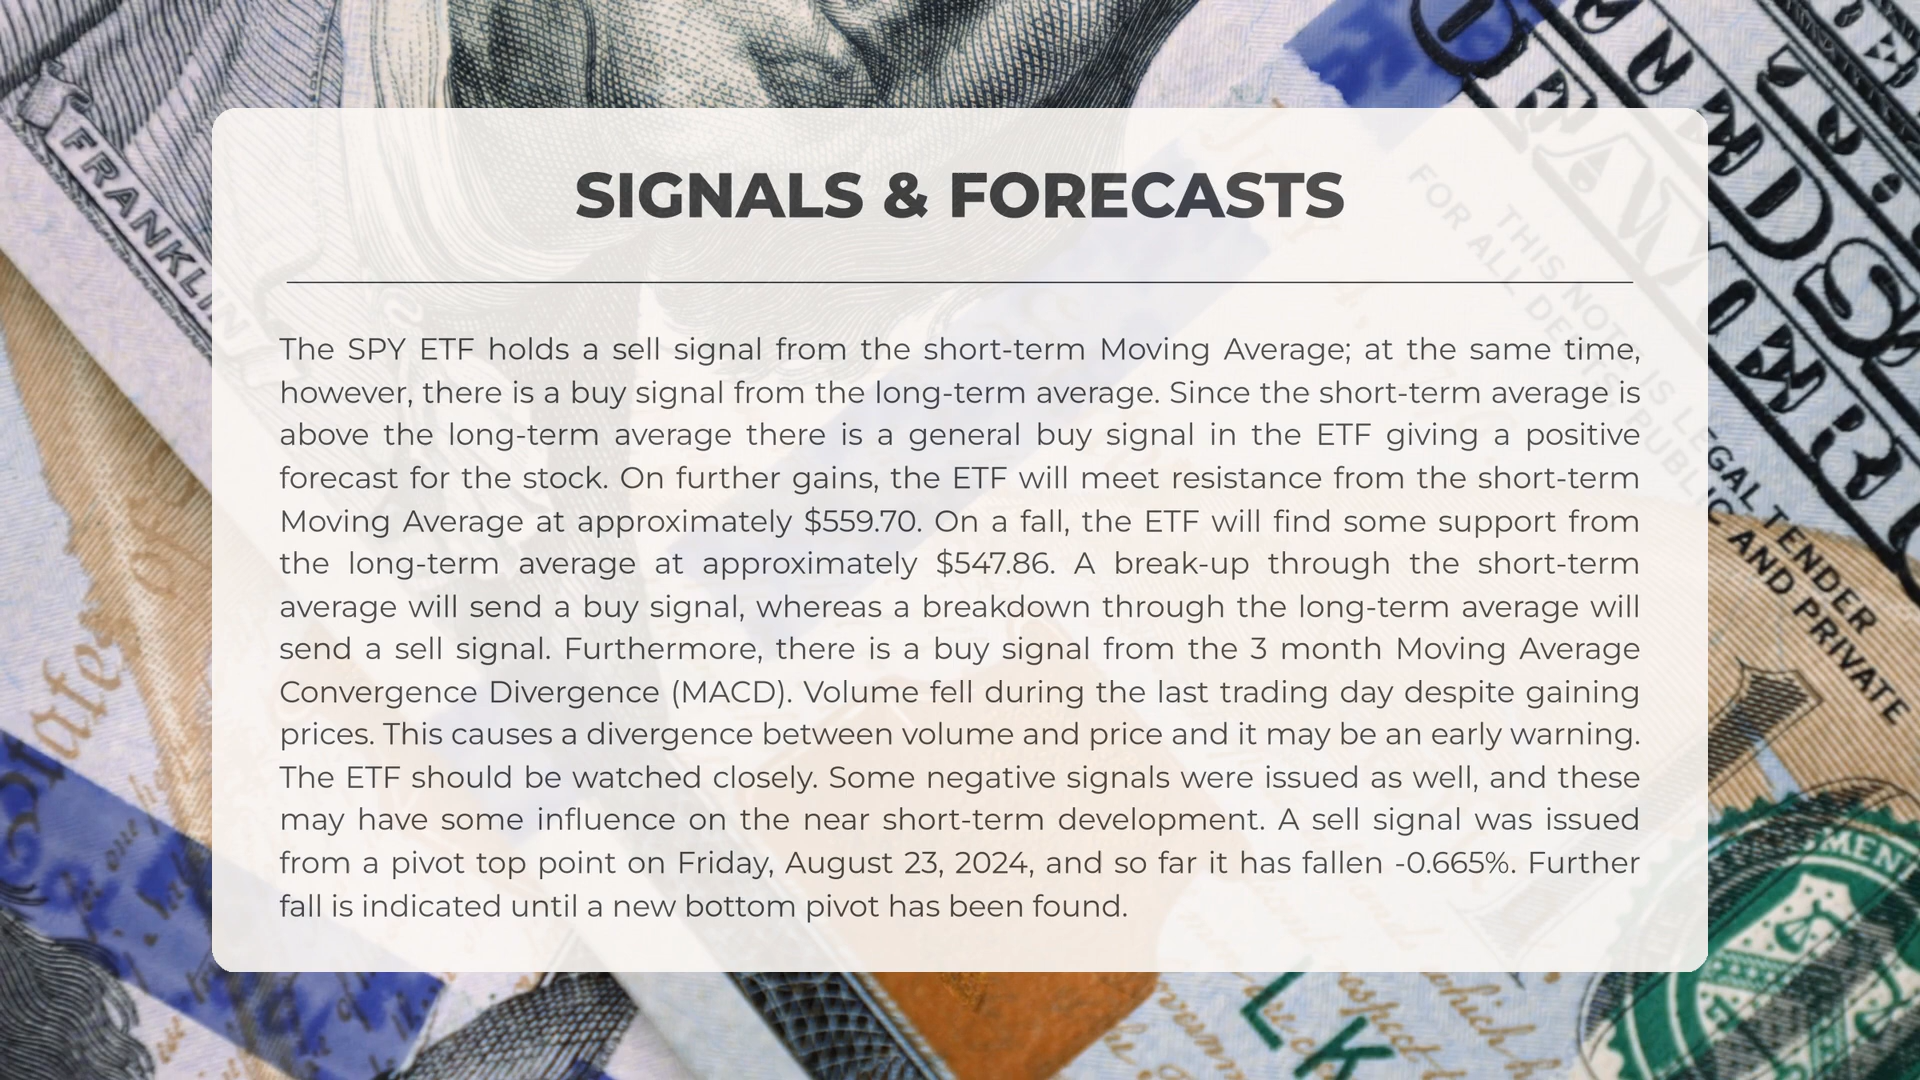 SIGNALS & FORECASTS
The SPY ETF holds a sell signal from the short-term Moving Average; at the same time,
however, there is a buy signal from the long-term average. Since the short-term average is
above the long-term average there is a general buy signal in the ETF giving a positive
forecast for the stock. On further gains, the ETF will meet resistance from the short-term
Moving Average at approximately $559.70. On a fall, the ETF will find some support from
the long-term average at approximately $547.86. A break-up through the short-term
average will send a buy signal, whereas a breakdown through the long-term average will
send a sell signal. Furthermore, there is a buy signal from the 3 month Moving Average
Convergence Divergence (MACD). Volume fell during the last trading day despite gaining
prices. This causes a divergence between volume and price and it may be an early warning.
The ETF should be watched closely. Some negative signals were issued as well, and these
may have some influence on the near short-term development. A sell signal was issued
from a pivot top point on Friday, August 23, 2024, and so far it has fallen -0.665%. Further
fall is indicated until a new bottom pivot has been found.
FRANKLIN
THIS NOTE IS LEGAL TENDER
FOR ALL DEBTS, PUBLIC AND PRIVATE